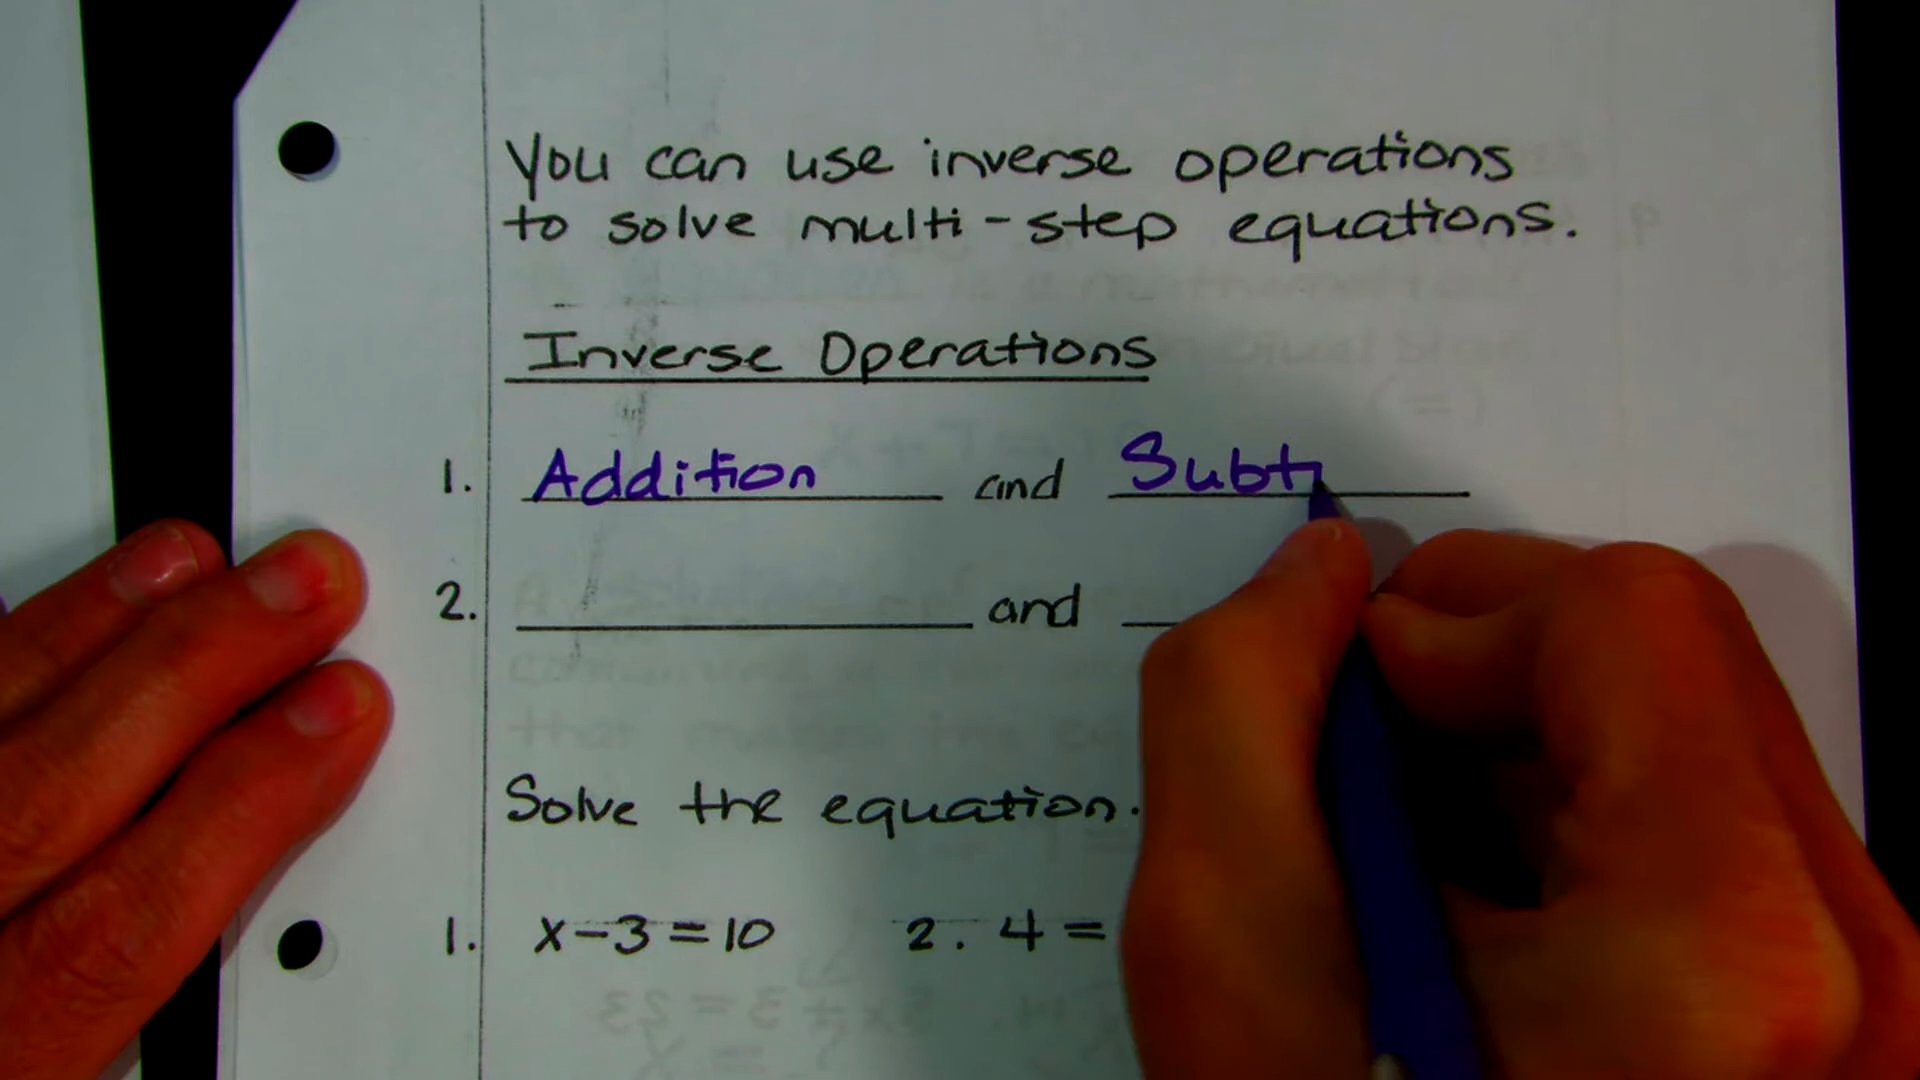 You can use inverse operations
to solve multi-step equations.
Inverse Operations
1. Addition and Subtr
2. and
Solve the equation.
1. x-3=10 2. 4=